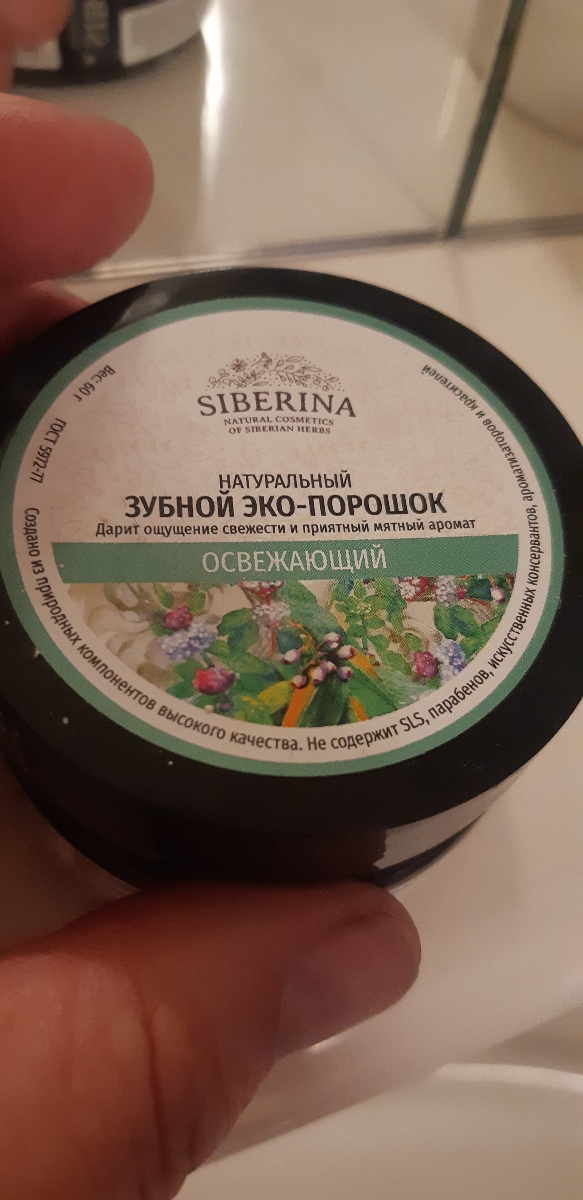 SIBERINA
NATURAL COSMETICS
OF SIBERIAN HERBS
НАТУРАЛЬНЫЙ
ЗУБНОЙ ЭКО-ПОРОШОК
Дарит ощущение свежести и приятный мятный аромат
ОСВЕЖАЮЩИЙ
Вес: 60 г
ГОСТ 5972-77
Создано из природных компонентов высокого качества. Не содержит SLS, парабенов, искусственных консервантов, ароматизаторов и красителей